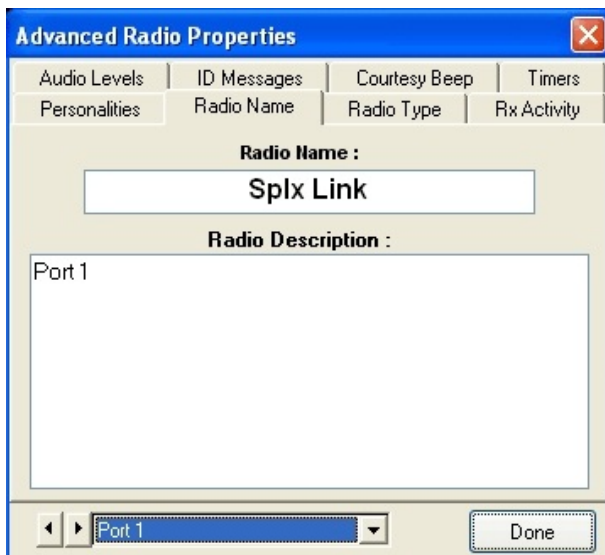 Advanced Radio Properties
Audio Levels ID Messages Courtesy Beep Timers
Personalities Radio Name Radio Type Rx Activity
Radio Name :
Splx Link
Radio Description :
Port 1
Port 1 Done